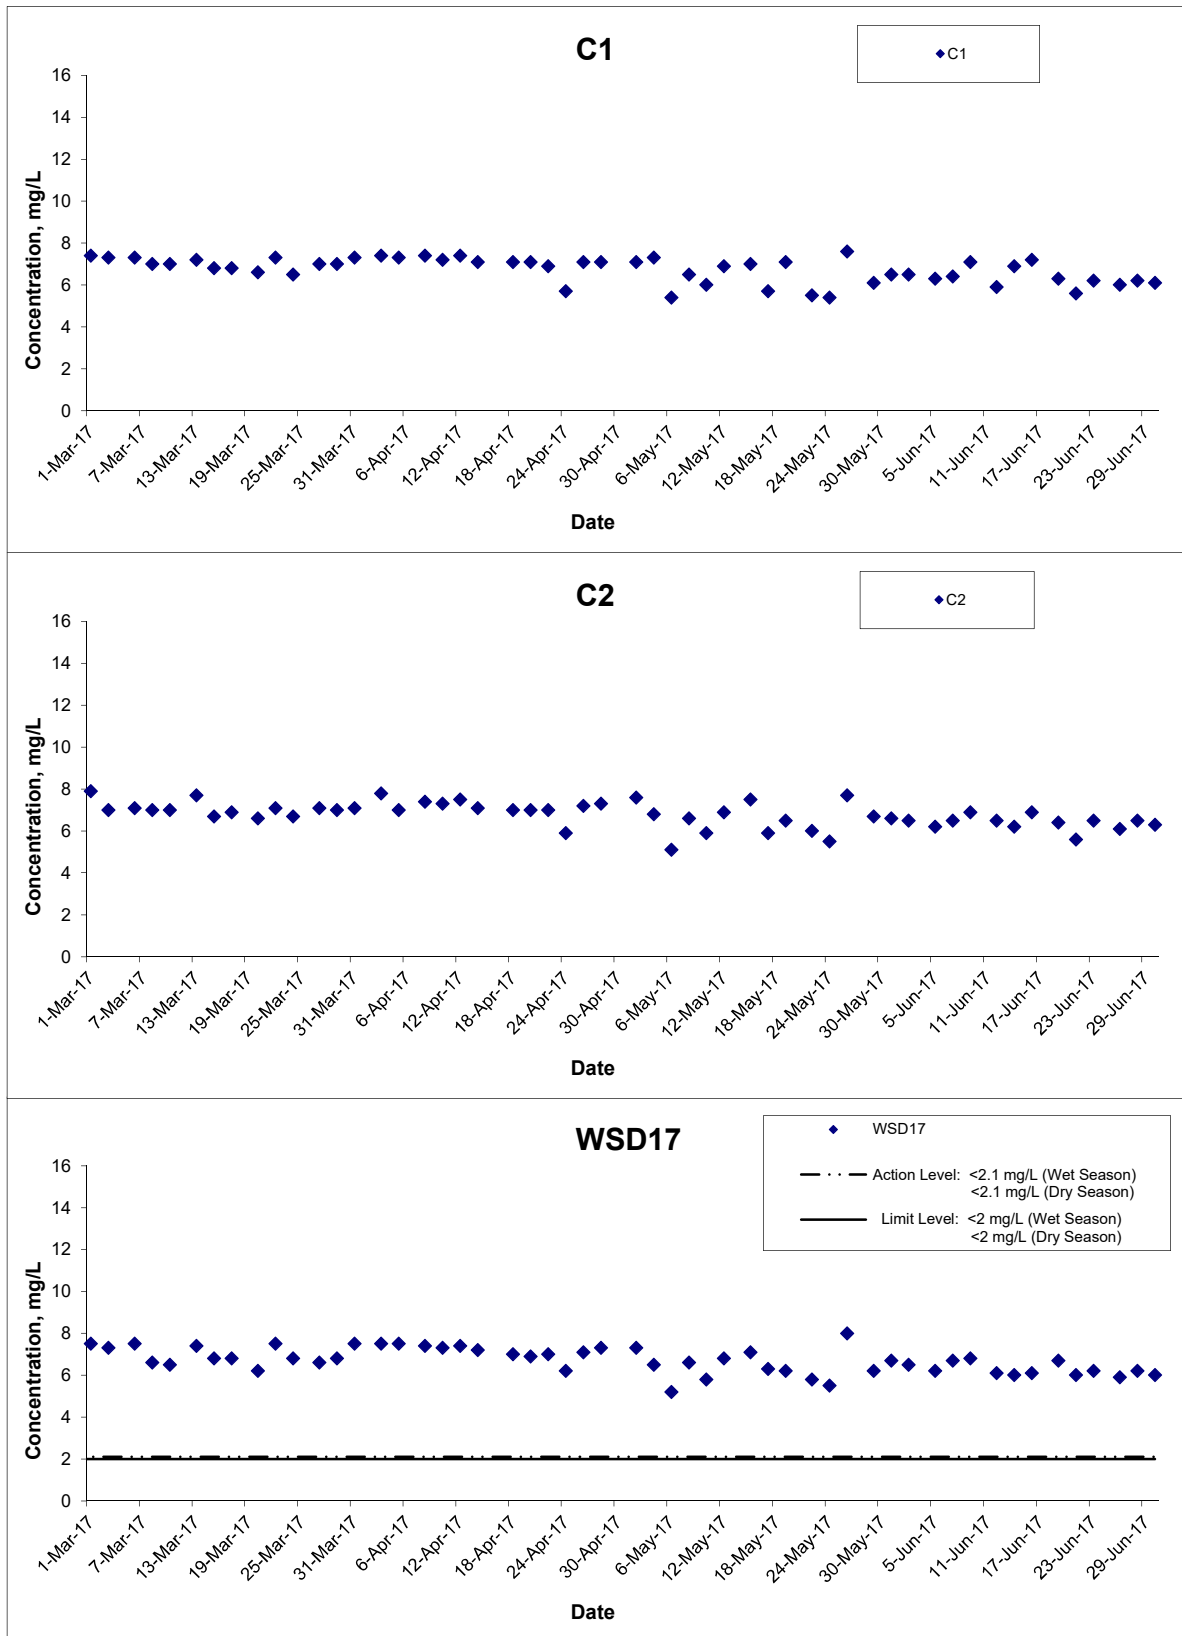 C1
C1
16
14
12
10
8
6
4
2
0
Concentration, mg/L
1-Mar-17
7-Mar-17
13-Mar-17
19-Mar-17
25-Mar-17
31-Mar-17
6-Apr-17
12-Apr-17
18-Apr-17
24-Apr-17
30-Apr-17
6-May-17
12-May-17
18-May-17
24-May-17
30-May-17
5-Jun-17
11-Jun-17
17-Jun-17
23-Jun-17
29-Jun-17
Date
C2
C2
16
14
12
10
8
6
4
2
0
Concentration, mg/L
1-Mar-17
7-Mar-17
13-Mar-17
19-Mar-17
25-Mar-17
31-Mar-17
6-Apr-17
12-Apr-17
18-Apr-17
24-Apr-17
30-Apr-17
6-May-17
12-May-17
18-May-17
24-May-17
30-May-17
5-Jun-17
11-Jun-17
17-Jun-17
23-Jun-17
29-Jun-17
Date
WSD17
WSD17
Action Level: <2.1 mg/L (Wet Season)
<2.1 mg/L (Dry Season)
Limit Level: <2 mg/L (Wet Season)
<2 mg/L (Dry Season)
16
14
12
10
8
6
4
2
0
Concentration, mg/L
1-Mar-17
7-Mar-17
13-Mar-17
19-Mar-17
25-Mar-17
31-Mar-17
6-Apr-17
12-Apr-17
18-Apr-17
24-Apr-17
30-Apr-17
6-May-17
12-May-17
18-May-17
24-May-17
30-May-17
5-Jun-17
11-Jun-17
17-Jun-17
23-Jun-17
29-Jun-17
Date